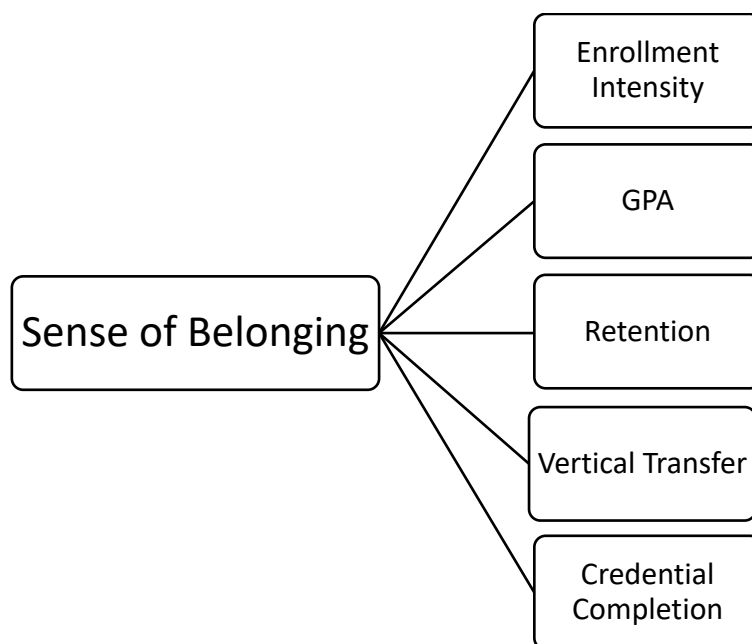 Sense of Belonging
Enrollment
Intensity
GPA
Retention
Vertical Transfer
Credential
Completion